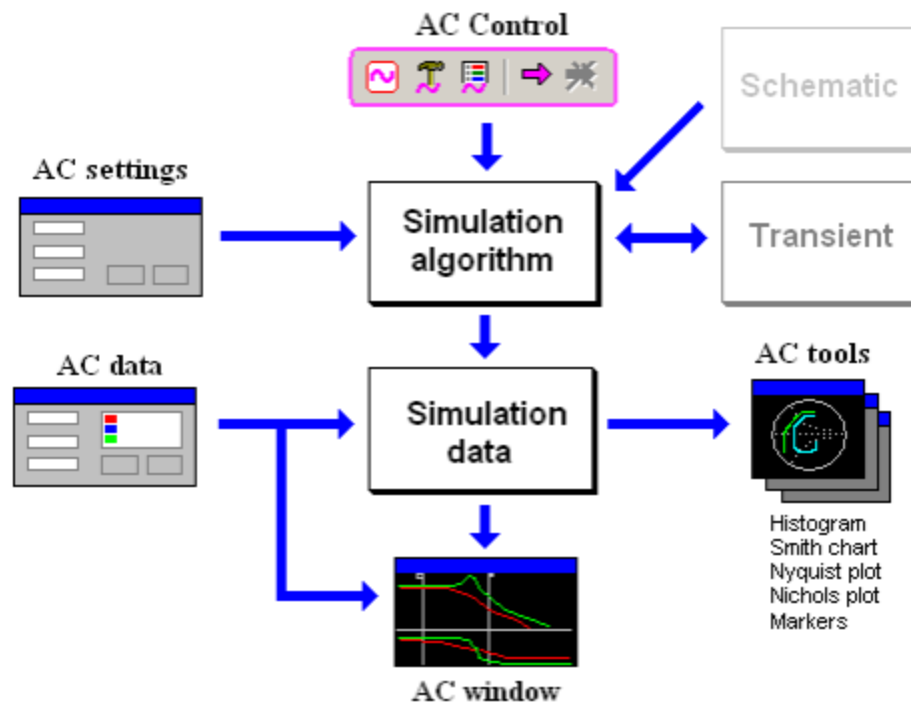 AC Control
Schematic
AC settings
Simulation
algorithm
Transient
AC data
Simulation
data
AC tools
Histogram
Smith chart
Nyquist plot
Nichols plot
Markers
AC window